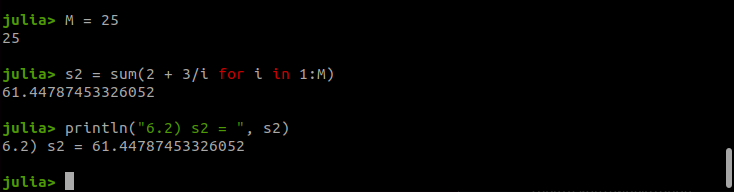 julia> M = 25
25
julia> s2 = sum(2 + 3/i for i in 1:M)
61.44787453326052
julia> println("6.2) s2 = ", s2)
6.2) s2 = 61.44787453326052
julia>